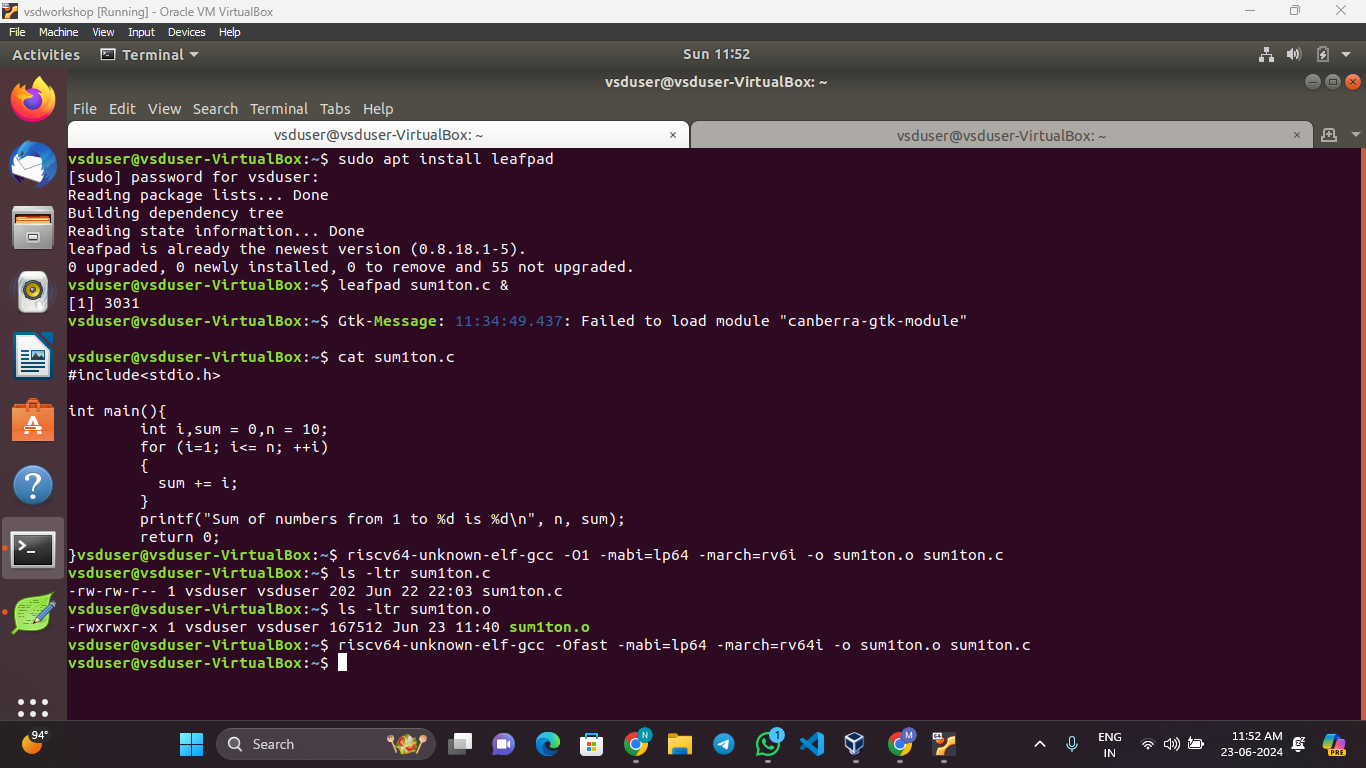 vsdworkshop [Running] - Oracle VM VirtualBox
File Machine View Input Devices Help
Activities Terminal Sun 11:52
vsduser@vsduser-VirtualBox: ~
File Edit View Search Terminal Tabs Help
vsduser@vsduser-VirtualBox: ~ × vsduser@vsduser-VirtualBox: ~ ×
vsduser@vsduser-VirtualBox:~$ sudo apt install leafpad
[sudo] password for vsduser:
Reading package lists... Done
Building dependency tree
Reading state information... Done
leafpad is already the newest version (0.8.18.1-5).
0 upgraded, 0 newly installed, 0 to remove and 55 not upgraded.
vsduser@vsduser-VirtualBox:~$ leafpad sum1ton.c &
[1] 3031
vsduser@vsduser-VirtualBox:~$ Gtk-Message: 11:34:49.437: Failed to load module "canberra-gtk-module"
vsduser@vsduser-VirtualBox:~$ cat sum1ton.c
#include<stdio.h>
int main(){
int i,sum = 0,n = 10;
for (i=1; i<= n; ++i)
{
sum += i;
}
printf("Sum of numbers from 1 to %d is %d\n", n, sum);
return 0;
}vsduser@vsduser-VirtualBox:~$ riscv64-unknown-elf-gcc -O1 -mabi=lp64 -march=rv6i -o sum1ton.o sum1ton.c
vsduser@vsduser-VirtualBox:~$ ls -ltr sum1ton.c
-rw-rw-r-- 1 vsduser vsduser 202 Jun 22 22:03 sum1ton.c
vsduser@vsduser-VirtualBox:~$ ls -ltr sum1ton.o
-rwxrwxr-x 1 vsduser vsduser 167512 Jun 23 11:40 sum1ton.o
vsduser@vsduser-VirtualBox:~$ riscv64-unknown-elf-gcc -Ofast -mabi=lp64 -march=rv64i -o sum1ton.o sum1ton.c
vsduser@vsduser-VirtualBox:~$
94°
Search
N
1
M
64
ENG
IN
11:52 AM
23-06-2024
PRE